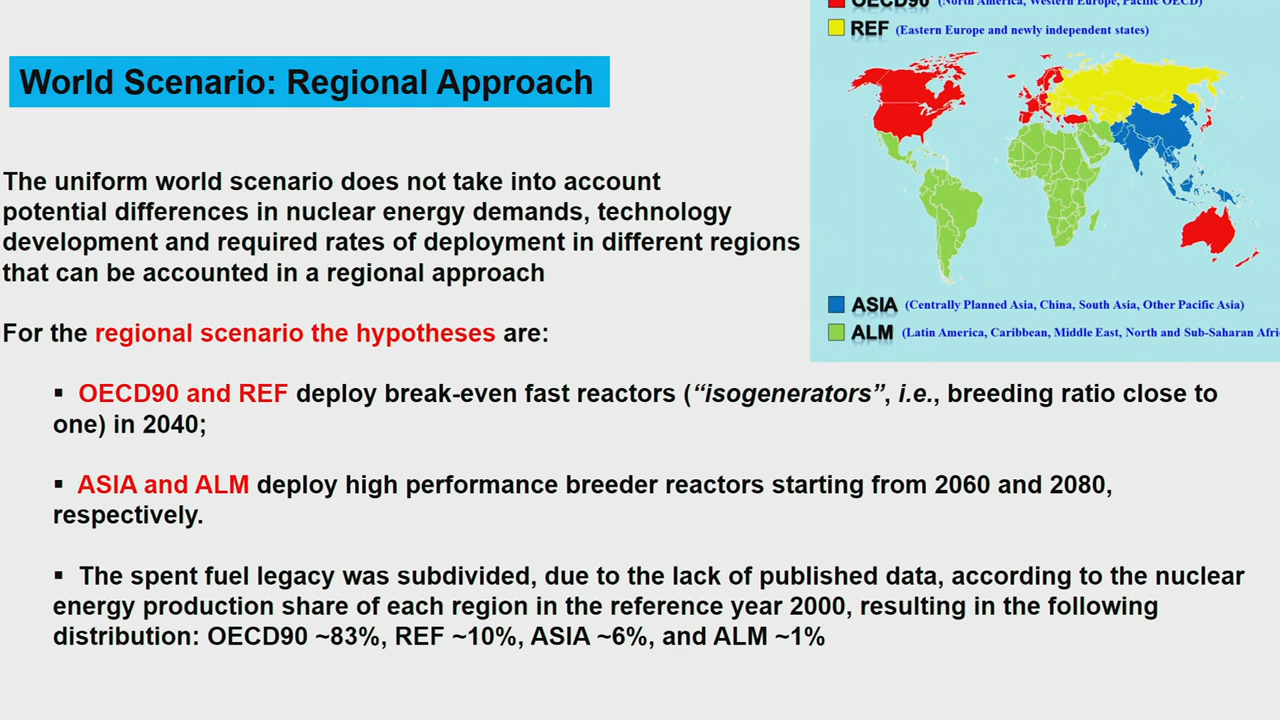 OECD90 (North America, Western Europe, Pacific OECD)
REF (Eastern Europe and newly independent states)
World Scenario: Regional Approach
The uniform world scenario does not take into account
potential differences in nuclear energy demands, technology
development and required rates of deployment in different regions
that can be accounted in a regional approach
ASIA (Centrally Planned Asia, China, South Asia, Other Pacific Asia)
ALM (Latin America, Caribbean, Middle East, North and Sub-Saharan Afri
For the regional scenario the hypotheses are:
▪ OECD90 and REF deploy break-even fast reactors (“isogenerators”, i.e., breeding ratio close to
one) in 2040;
▪ ASIA and ALM deploy high performance breeder reactors starting from 2060 and 2080,
respectively.
▪ The spent fuel legacy was subdivided, due to the lack of published data, according to the nuclear
energy production share of each region in the reference year 2000, resulting in the following
distribution: OECD90 ~83%, REF ~10%, ASIA ~6%, and ALM ~1%